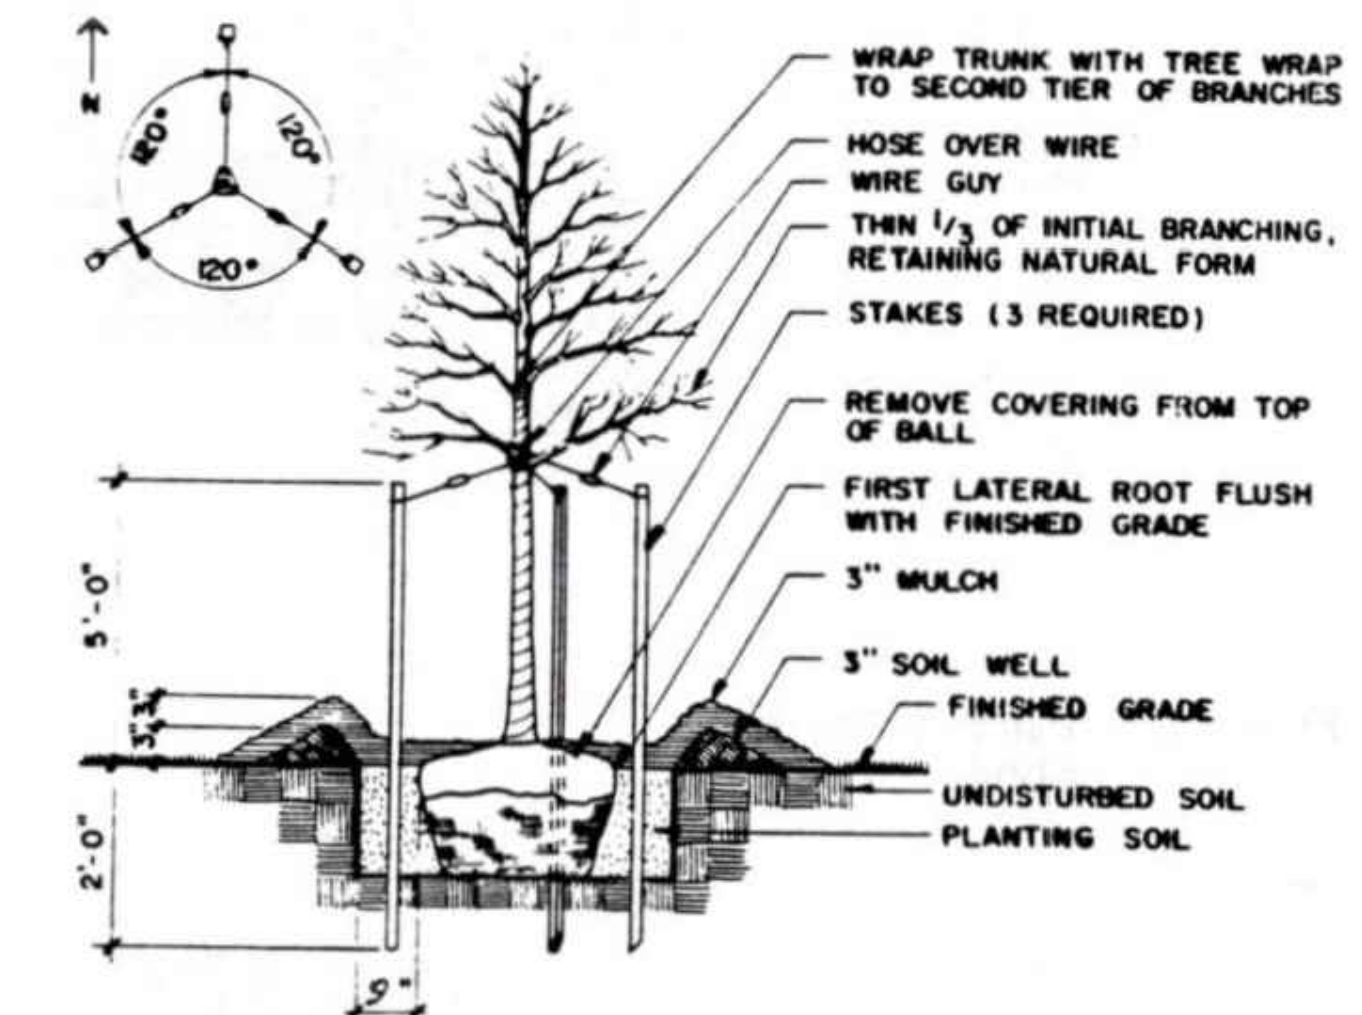 N
120°
120°
120°
WRAP TRUNK WITH TREE WRAP
TO SECOND TIER OF BRANCHES
HOSE OVER WIRE
WIRE GUY
THIN 1/3 OF INITIAL BRANCHING,
RETAINING NATURAL FORM
STAKES (3 REQUIRED)
REMOVE COVERING FROM TOP
OF BALL
FIRST LATERAL ROOT FLUSH
WITH FINISHED GRADE
3" MULCH
3" SOIL WELL
FINISHED GRADE
UNDISTURBED SOIL
PLANTING SOIL
5'-0"
3"
3"
2'-0"
9"